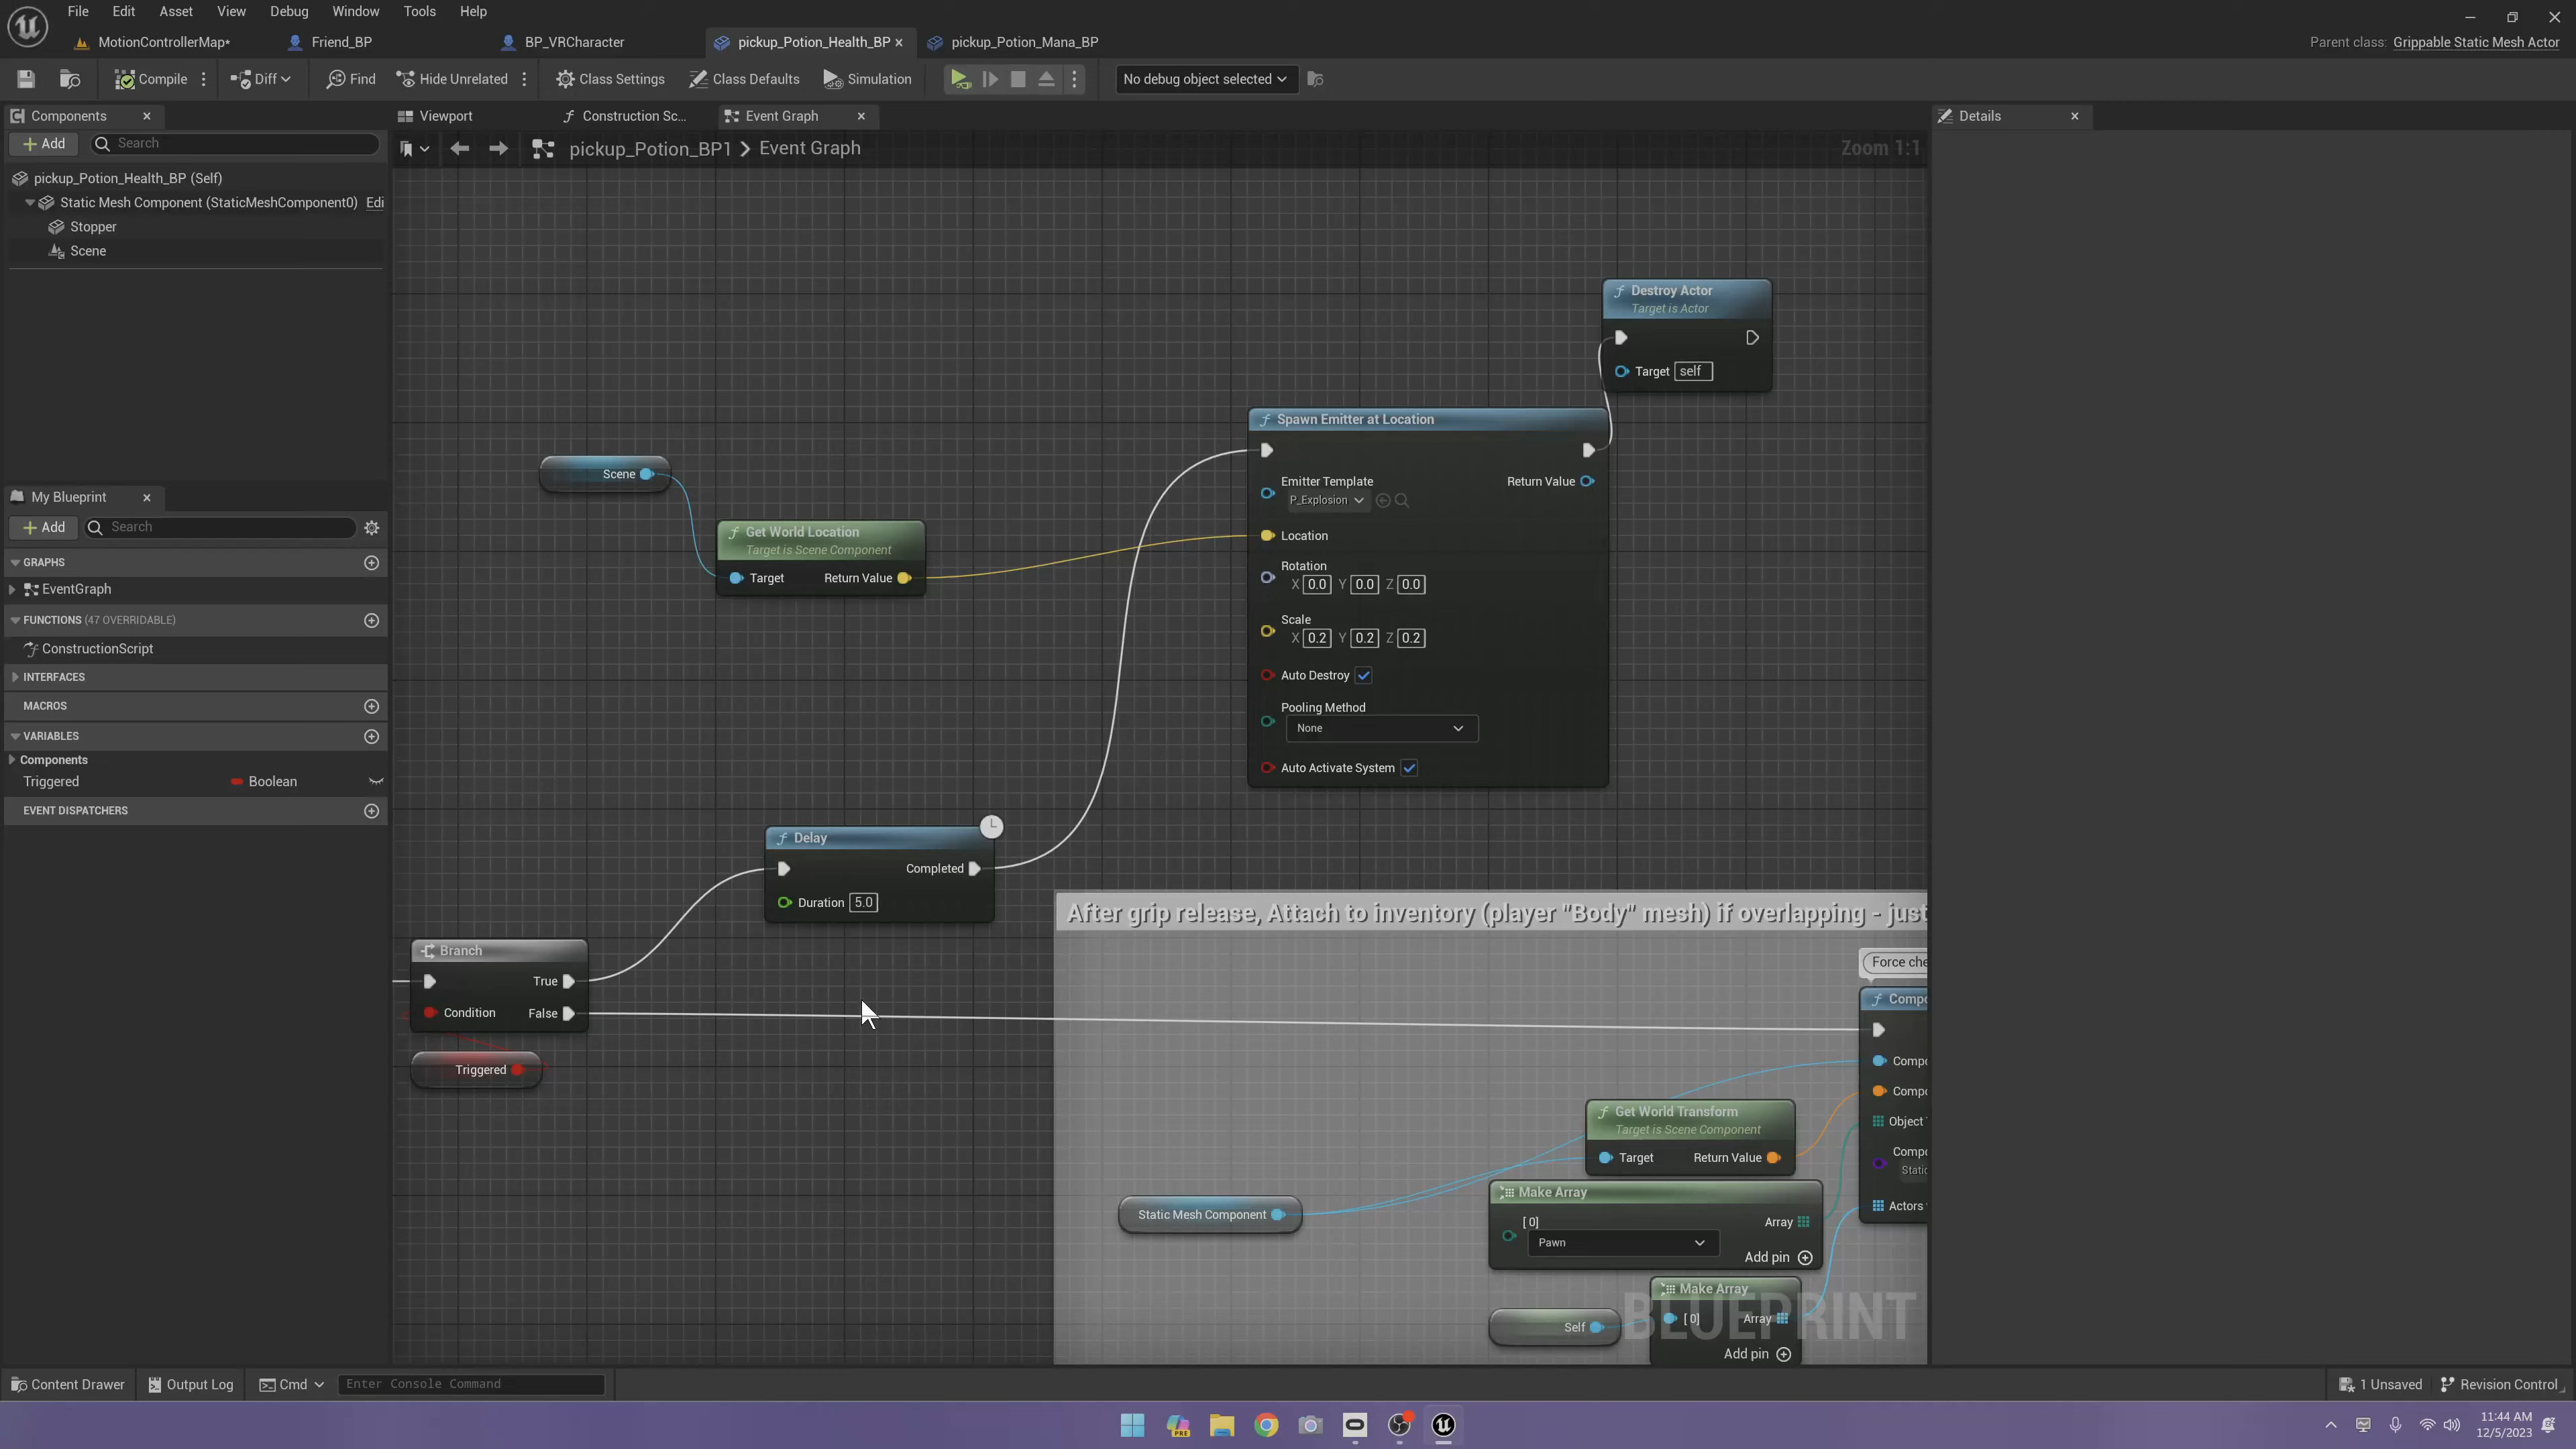 File Edit Asset View Debug Window Tools Help
MotionControllerMap* Friend_BP BP_VRCharacter pickup_Potion_Health_BP pickup_Potion_Mana_BP Parent class: Grippable Static Mesh Actor
Compile Diff Find Hide Unrelated Class Settings Class Defaults Simulation No debug object selected
Components Viewport Construction Sc... Event Graph Details
Add Search pickup_Potion_BP1 > Event Graph Zoom 1:1
pickup_Potion_Health_BP (Self)
Static Mesh Component (StaticMeshComponent0) Edi
Stopper
Scene
My Blueprint
Add Search
GRAPHS
EventGraph
FUNCTIONS (47 OVERRIDABLE)
ConstructionScript
INTERFACES
MACROS
VARIABLES
Components
Triggered Boolean
EVENT DISPATCHERS
Destroy Actor
Target is Actor
Target self
Spawn Emitter at Location
Emitter Template Return Value
P_Explosion
Location
Rotation
X 0.0 Y 0.0 Z 0.0
Scale
X 0.2 Y 0.2 Z 0.2
Auto Destroy
Pooling Method
None
Auto Activate System
Scene
Get World Location
Target is Scene Component
Target Return Value
Delay
Completed
Duration 5.0
Branch
True
Condition False
Triggered
After grip release, Attach to inventory (player "Body" mesh) if overlapping - just
Force che
Compo
Compo
Compo
Object
Compo
Static
Actors
Get World Transform
Target is Scene Component
Target Return Value
Static Mesh Component
Make Array
[0] Array
Pawn
Add pin
Make Array
Self [0] Array
Add pin
BLUEPRINT
Content Drawer Output Log Cmd Enter Console Command 1 Unsaved Revision Control
PRE
11:44 AM
12/5/2023